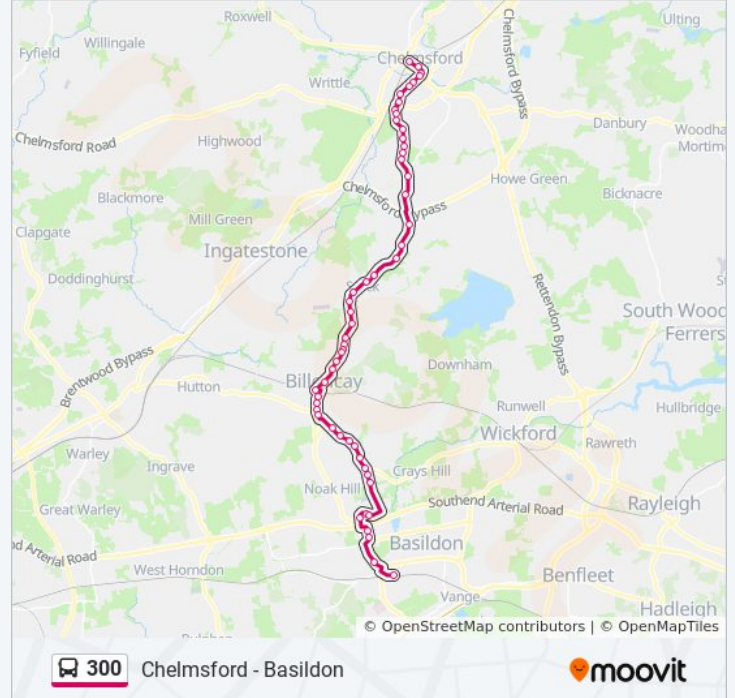 Roxwell
Ulting
Willingale
Fyfield
Chelmsford
Chelmsford Bypass
Writtle
Danbury
Chelmsford Road
Highwood
Woodha
Mortim
Howe Green
Chelmsford Bypass
Bicknacre
Blackmore
Mill Green
Clapgate
Ingatestone
Doddinghurst
Rettendon Bypass
South Wood
Ferrers
Brentwood Bypass
Downham
Billericay
Hutton
Runwell
Hullbridge
Wickford
Rawreth
Warley
Ingrave
Crays Hill
Noak Hill
Great Warley
Southend Arterial Road
Rayleigh
nd Arterial Road
Basildon
West Horndon
Benfleet
Vange
Hadleigh
© OpenStreetMap contributors | © OpenMapTiles
300 Chelmsford - Basildon
moovit